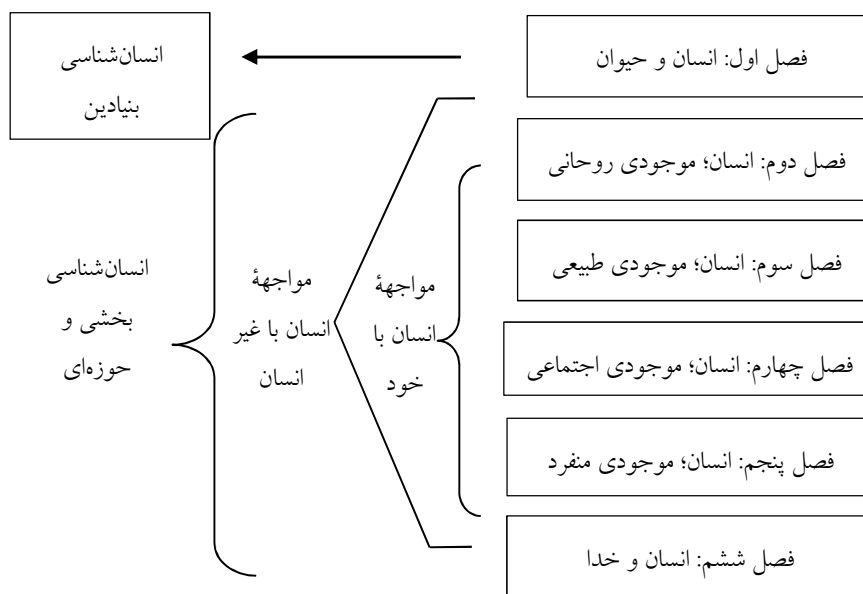 فصل اول: انسان و حیوان
فصل دوم: انسان؛ موجودی روحانی
فصل سوم: انسان؛ موجودی طبیعی
فصل چهارم: انسان؛ موجودی اجتماعی
فصل پنجم: انسان؛ موجودی منفرد
فصل ششم: انسان و خدا
مواجههٔ
انسان با
خود
مواجههٔ
انسان با غیر
انسان
انسان‌شناسی
بنیادین
انسان‌شناسی
بخشی و
حوزه‌ای